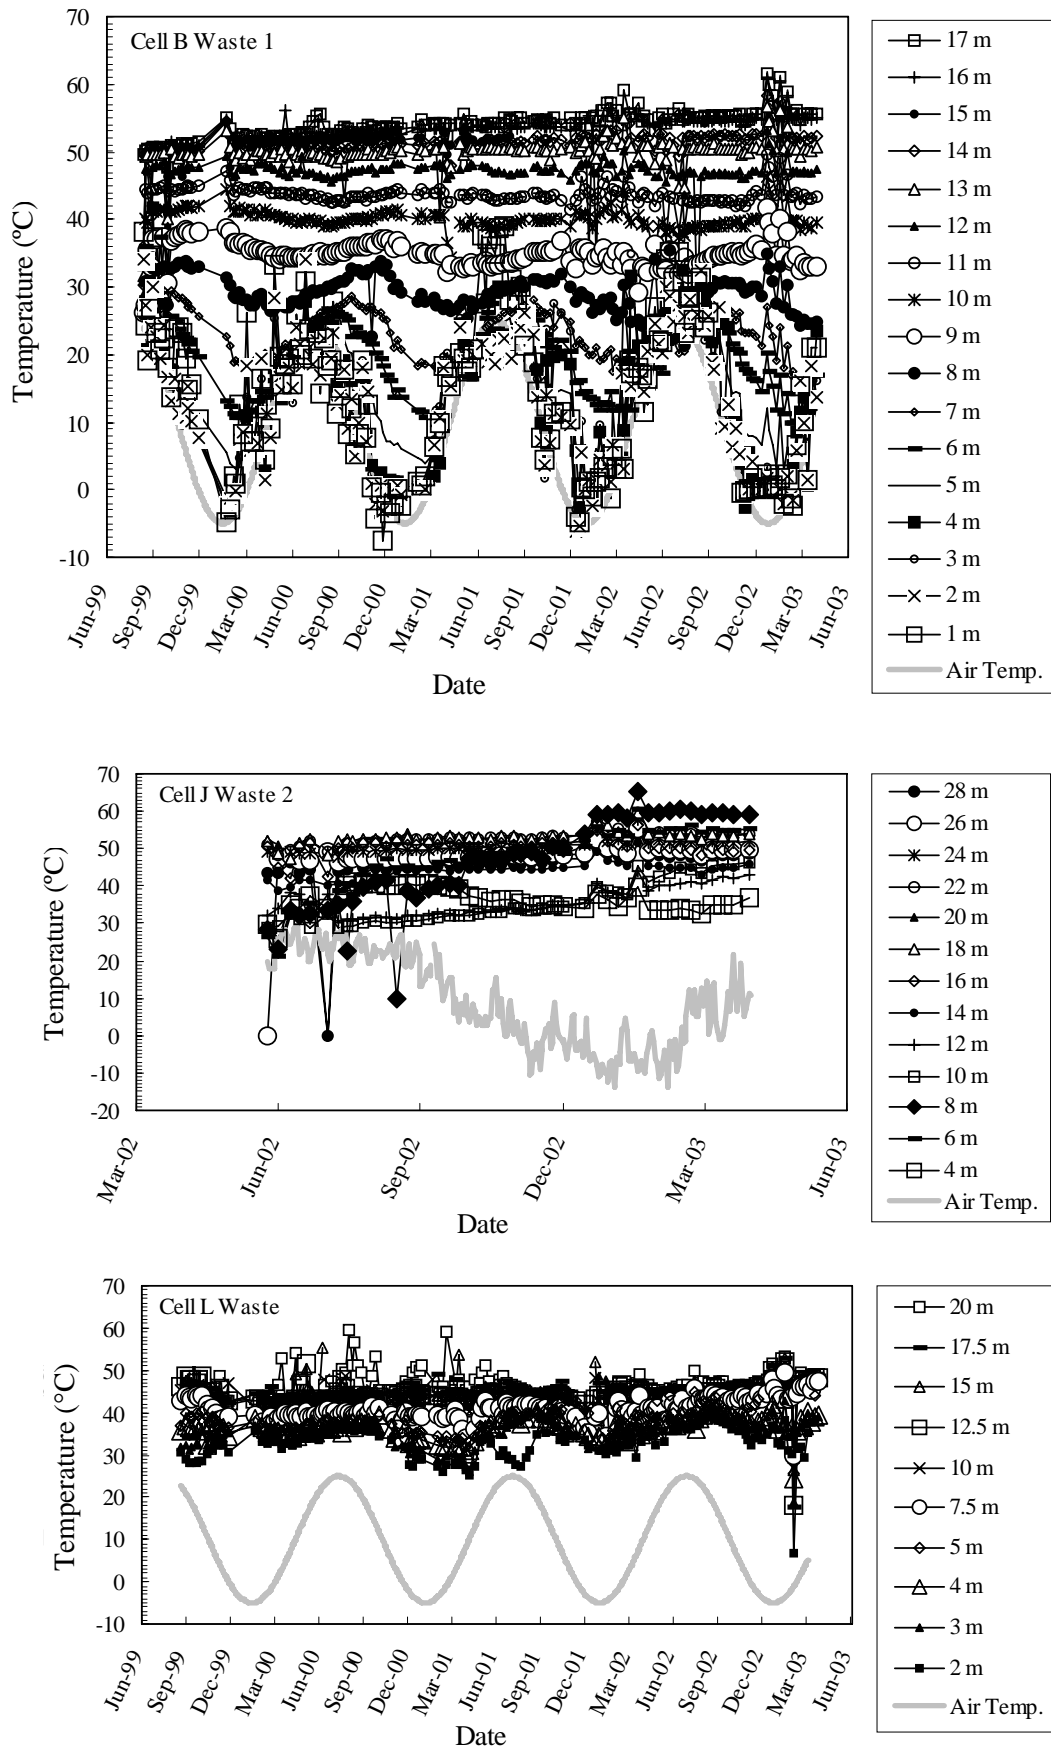 Cell B Waste 1
Temperature (°C)
70
60
50
40
30
20
10
0
-10
Jun-99
Sep-99
Dec-99
Mar-00
Jun-00
Sep-00
Dec-00
Mar-01
Jun-01
Sep-01
Dec-01
Mar-02
Jun-02
Sep-02
Dec-02
Mar-03
Jun-03
Date
17 m
16 m
15 m
14 m
13 m
12 m
11 m
10 m
9 m
8 m
7 m
6 m
5 m
4 m
3 m
2 m
1 m
Air Temp.
Cell J Waste 2
Temperature (°C)
70
60
50
40
30
20
10
0
-10
-20
Mar-02
Jun-02
Sep-02
Dec-02
Mar-03
Jun-03
Date
28 m
26 m
24 m
22 m
20 m
18 m
16 m
14 m
12 m
10 m
8 m
6 m
4 m
Air Temp.
Cell L Waste
Temperature (°C)
70
60
50
40
30
20
10
0
-10
Jun-99
Sep-99
Dec-99
Mar-00
Jun-00
Sep-00
Dec-00
Mar-01
Jun-01
Sep-01
Dec-01
Mar-02
Jun-02
Sep-02
Dec-02
Mar-03
Jun-03
Date
20 m
17.5 m
15 m
12.5 m
10 m
7.5 m
5 m
4 m
3 m
2 m
Air Temp.